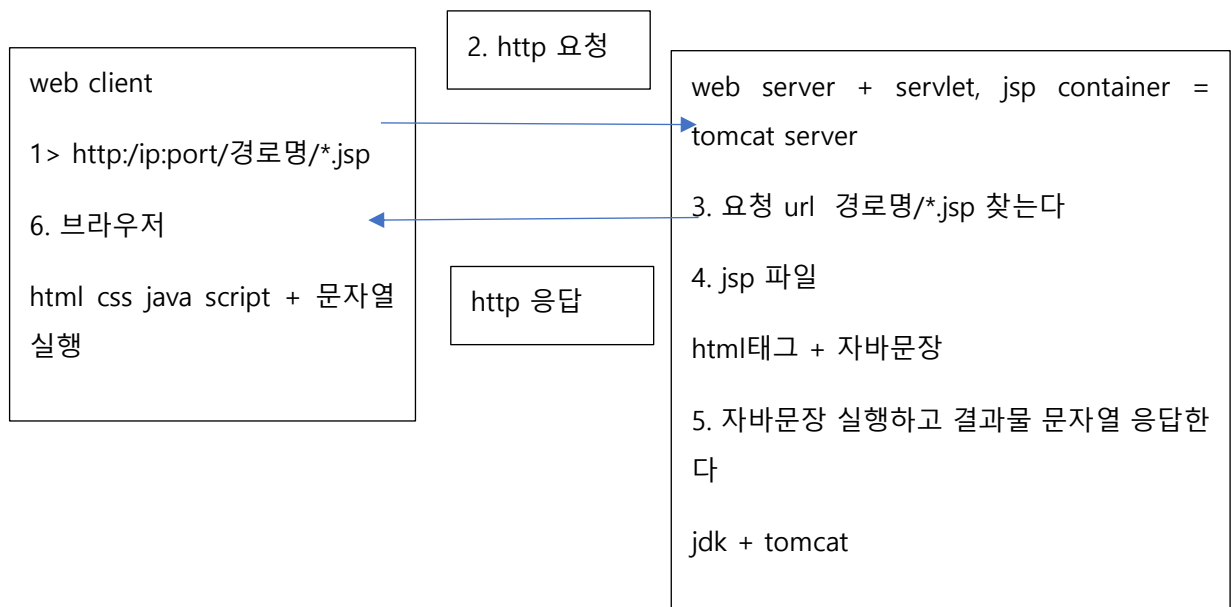 2. http 요청
web client
1> http:/ip:port/경로명/*.jsp
6. 브라우저
html css java script + 문자열
실행
http 응답
web server + servlet, jsp container =
tomcat server
3. 요청 url 경로명/*.jsp 찾는다
4. jsp 파일
html태그 + 자바문장
5. 자바문장 실행하고 결과물 문자열 응답한
다
jdk + tomcat